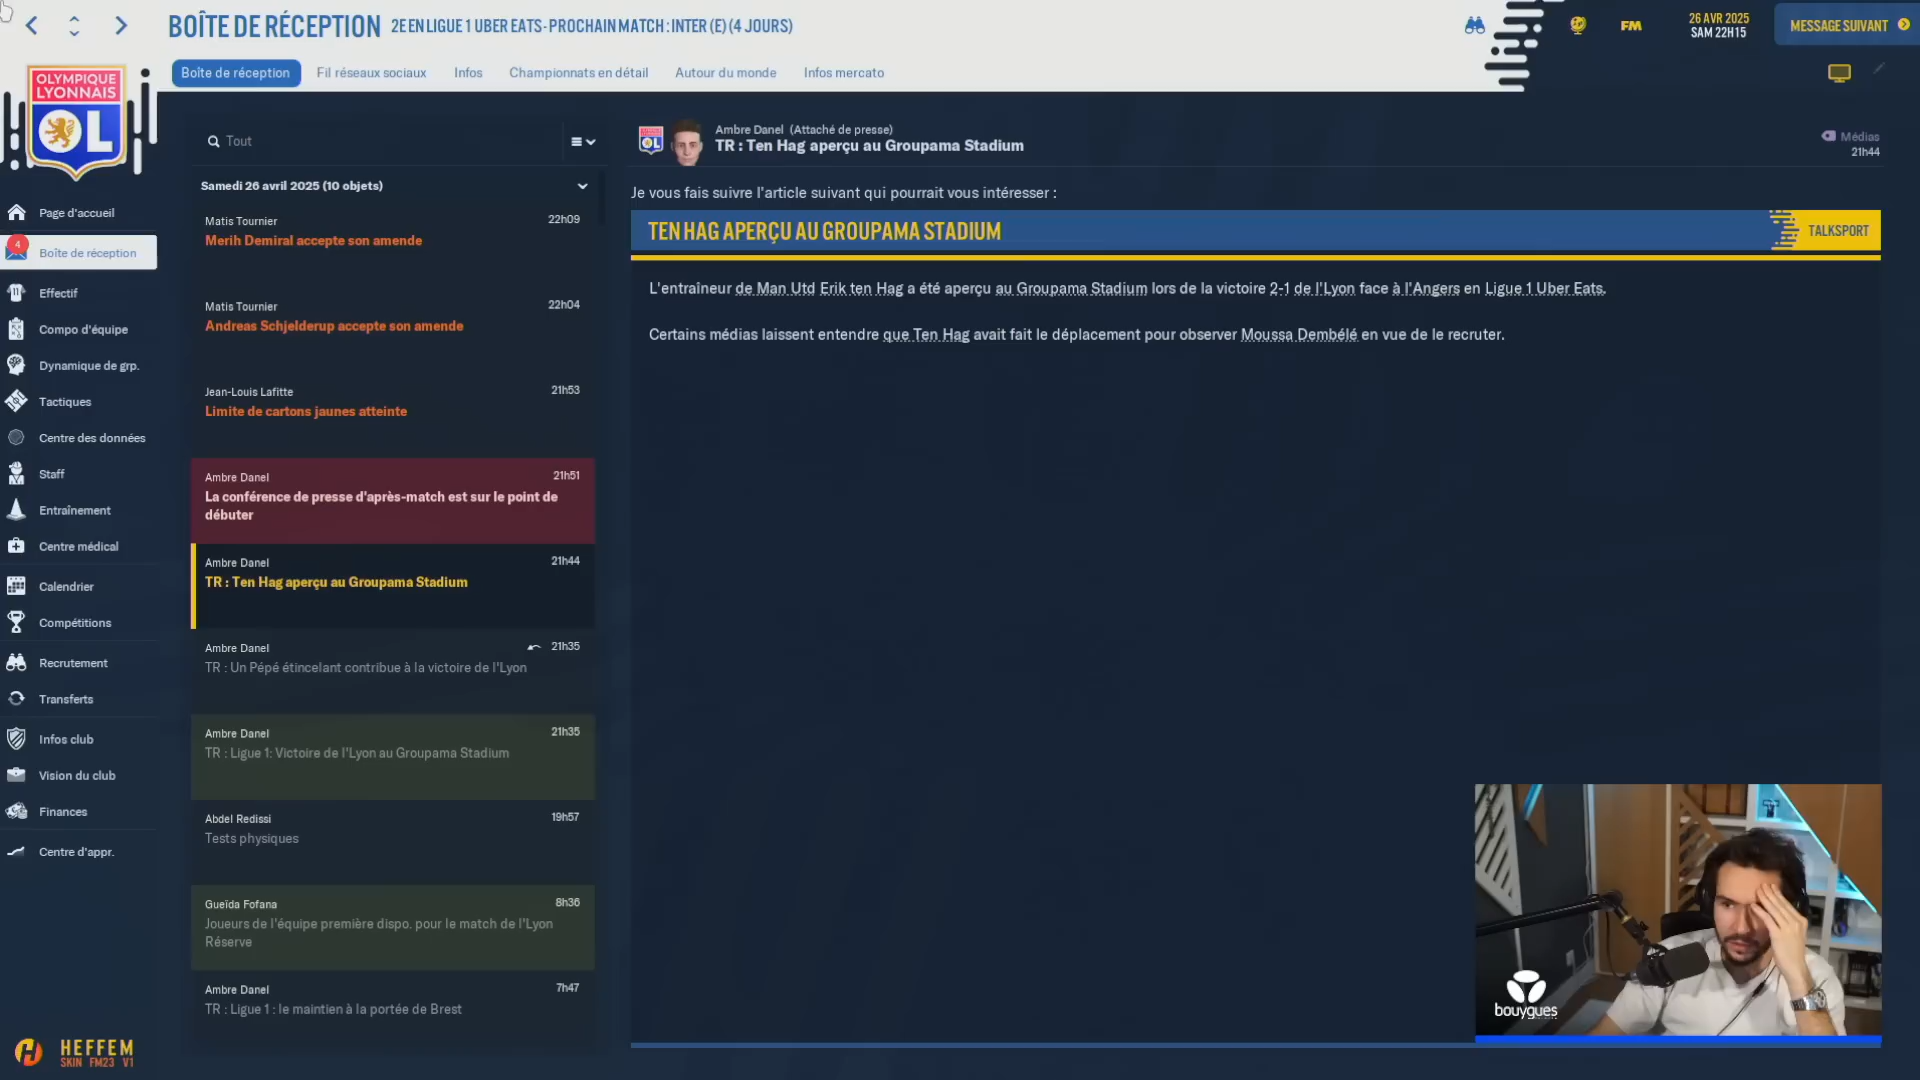 BOÎTE DE RÉCEPTION
2E EN LIGUE 1 UBER EATS - PROCHAIN MATCH : INTER (E) (4 JOURS)
FM
26 AVR 2025
SAM 22H15
MESSAGE SUIVANT
Boîte de réception
Fil réseaux sociaux
Infos
Championnats en détail
Autour du monde
Infos mercato
OLYMPIQUE
LYONNAIS
OL
Page d'accueil
4
Boîte de réception
Effectif
Compo d'équipe
Dynamique de grp.
Tactiques
Centre des données
Staff
Entraînement
Centre médical
Calendrier
Compétitions
Recrutement
Transferts
Infos club
Vision du club
Finances
Centre d'appr.
HEFFEM
SKIN FM23 V1
Tout
Samedi 26 avril 2025 (10 objets)
Matis Tournier
22h09
Merih Demiral accepte son amende
Matis Tournier
22h04
Andreas Schjelderup accepte son amende
Jean-Louis Lafitte
21h53
Limite de cartons jaunes atteinte
Ambre Danel
21h51
La conférence de presse d'après-match est sur le point de
débuter
Ambre Danel
21h44
TR : Ten Hag aperçu au Groupama Stadium
Ambre Danel
21h35
TR : Un Pépé étincelant contribue à la victoire de l'Lyon
Ambre Danel
21h35
TR : Ligue 1: Victoire de l'Lyon au Groupama Stadium
Abdel Redissi
19h57
Tests physiques
Gueïda Fofana
8h36
Joueurs de l'équipe première dispo. pour le match de l'Lyon
Réserve
Ambre Danel
7h47
TR : Ligue 1 : le maintien à la portée de Brest
OL
Ambre Danel (Attaché de presse)
TR : Ten Hag aperçu au Groupama Stadium
Médias
21h44
Je vous fais suivre l'article suivant qui pourrait vous intéresser :
TEN HAG APERÇU AU GROUPAMA STADIUM
TALKSPORT
L'entraîneur de Man Utd Erik ten Hag a été aperçu au Groupama Stadium lors de la victoire 2-1 de l'Lyon face à l'Angers en Ligue 1 Uber Eats.
Certains médias laissent entendre que Ten Hag avait fait le déplacement pour observer Moussa Dembélé en vue de le recruter.
bouygues